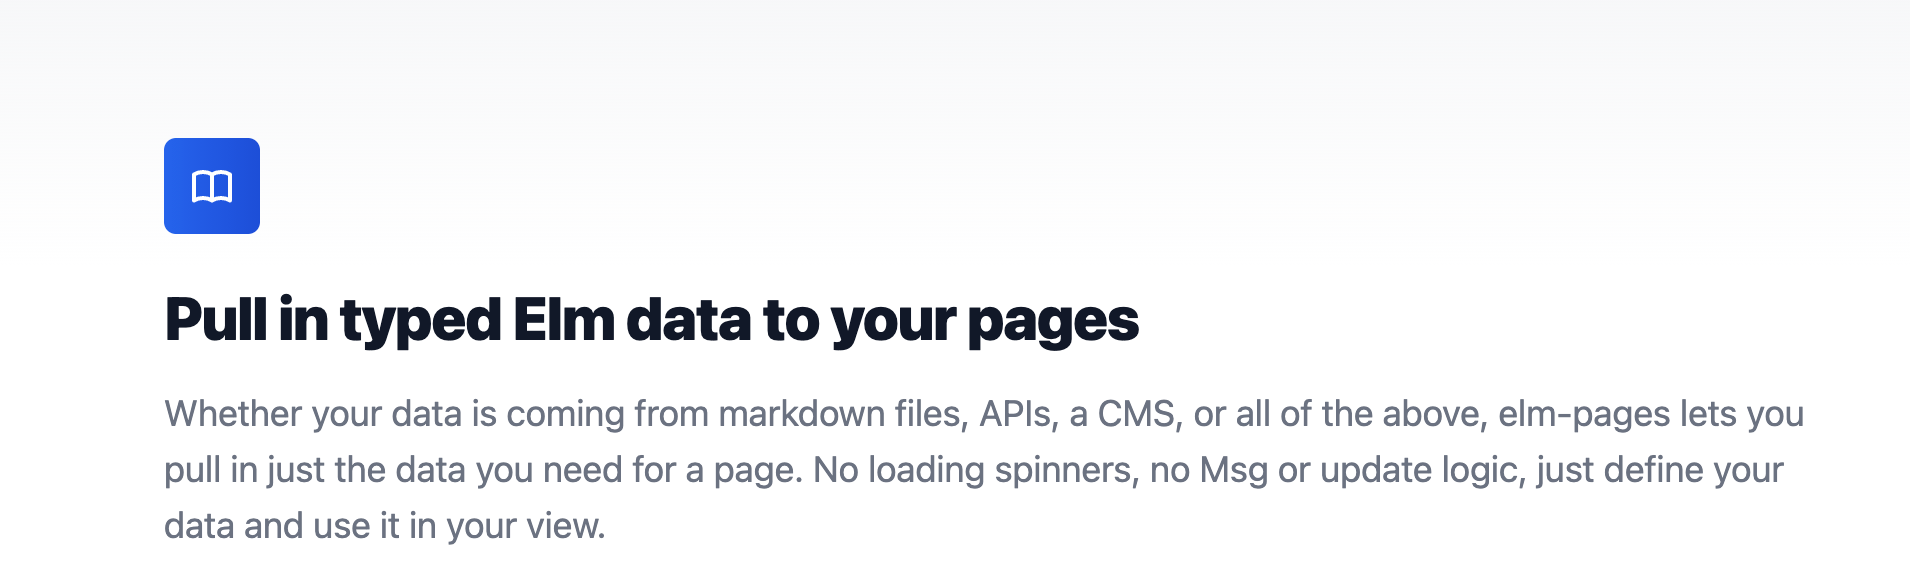 Pull in typed Elm data to your pages
Whether your data is coming from markdown files, APIs, a CMS, or all of the above, elm-pages lets you
pull in just the data you need for a page. No loading spinners, no Msg or update logic, just define your
data and use it in your view.